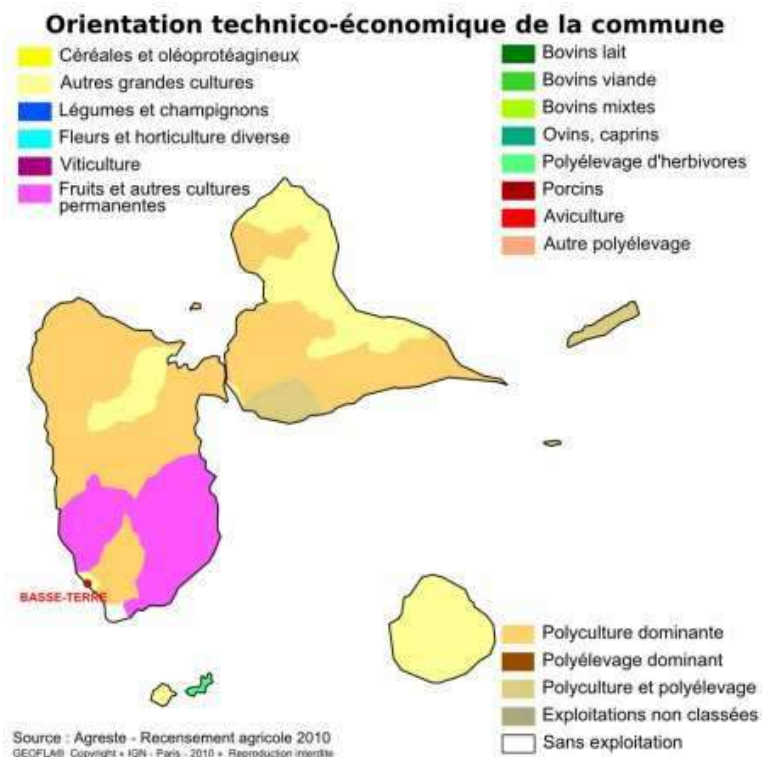 Orientation technico-économique de la commune
Céréales et oléoprotéagineux
Autres grandes cultures
Légumes et champignons
Fleurs et horticulture diverse
Viticulture
Fruits et autres cultures
permanentes
Bovins lait
Bovins viande
Bovins mixtes
Ovins, caprins
Polyélevage d'herbivores
Porcins
Aviculture
Autre polyélevage
BASSE-TERRE
Polyculture dominante
Polyélevage dominant
Polyculture et polyélevage
Exploitations non classées
Sans exploitation
Source : Agreste - Recensement agricole 2010
GEOFLA® Copyright • IGN - Paris - 2010 • Reproduction interdite